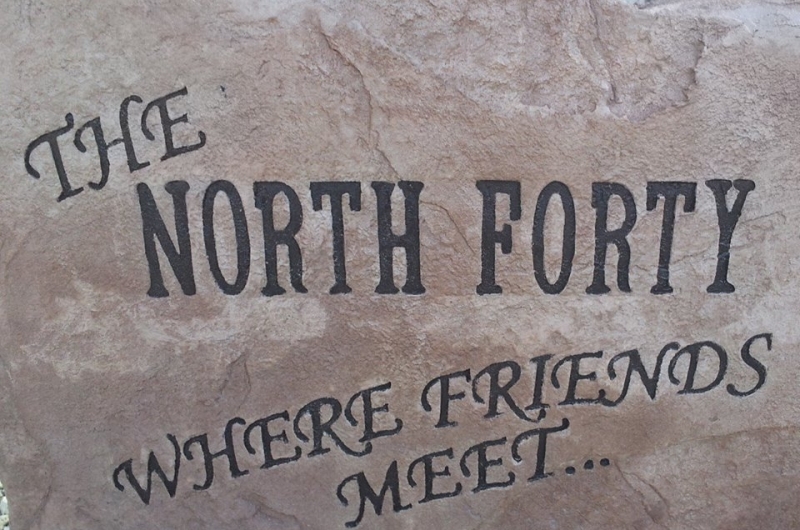 THE
NORTH FORTY
WHERE FRIENDS
MEET...